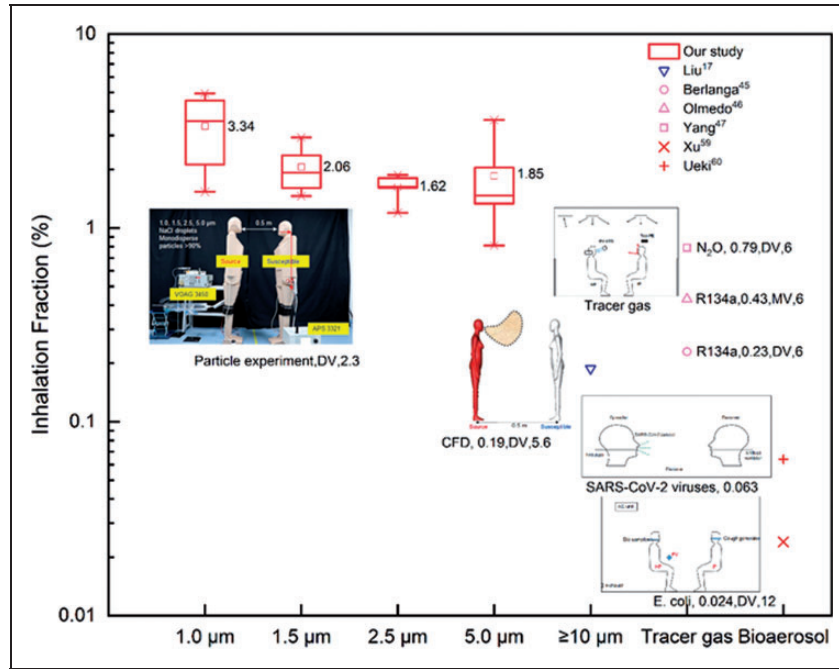 10
Our study
Liu17
Berlanga45
Olmedo46
Yang47
Xu59
Ueki60
3.34
2.06
1.62
1.85
1
1.0, 1.5, 2.5, 5.0 μm
NaCl droplets
Monodisperse
particles >90%
0.5 m
Source
Susceptible
VOAG 3450
APS 3321
Particle experiment,DV,2.3
Tracer gas
N2O, 0.79,DV,6
R134a,0.43,MV,6
R134a,0.23,DV,6
0.5 m
Source
Susceptible
CFD, 0.19,DV,5.6
0.1
SARS-CoV-2 viruses, 0.063
E. coli, 0.024,DV,12
0.01
Inhalation Fraction (%)
1.0 μm
1.5 μm
2.5 μm
5.0 μm
≥10 μm
Tracer gas
Bioaerosol